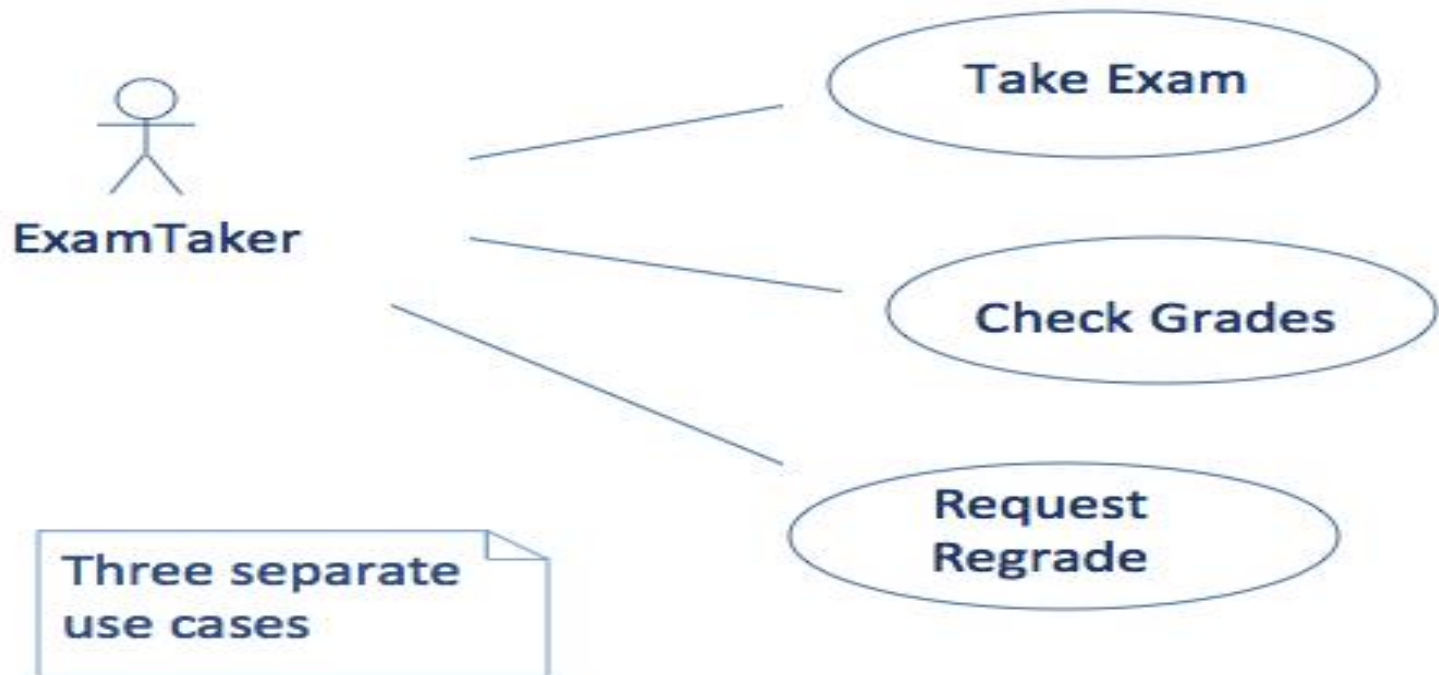 Take Exam
ExamTaker
Check Grades
Request
Regrade
Three separate
use cases